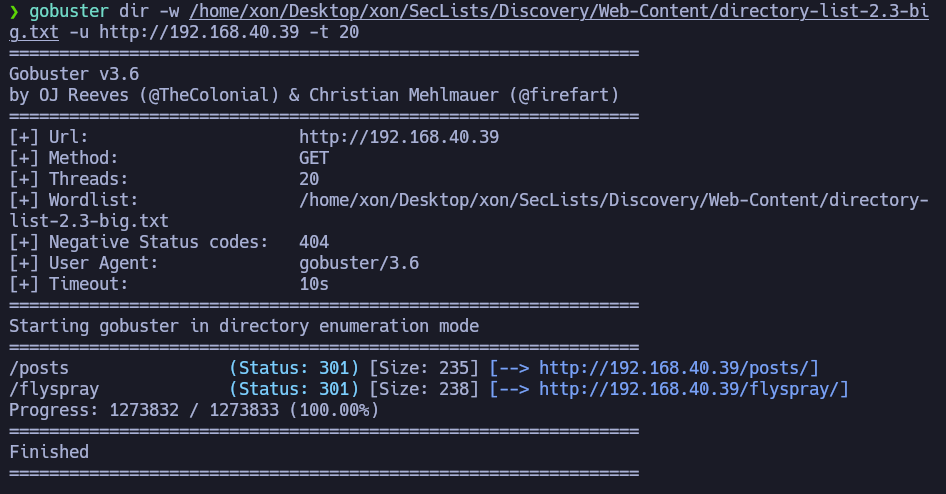 ❯ gobuster dir -w /home/xon/Desktop/xon/SecLists/Discovery/Web-Content/directory-list-2.3-bi
g.txt -u http://192.168.40.39 -t 20
===============================================================
Gobuster v3.6
by OJ Reeves (@TheColonial) & Christian Mehlmauer (@firefart)
===============================================================
[+] Url:                     http://192.168.40.39
[+] Method:                  GET
[+] Threads:                 20
[+] Wordlist:                /home/xon/Desktop/xon/SecLists/Discovery/Web-Content/directory-
list-2.3-big.txt
[+] Negative Status codes:   404
[+] User Agent:              gobuster/3.6
[+] Timeout:                 10s
===============================================================
Starting gobuster in directory enumeration mode
===============================================================
/posts                (Status: 301) [Size: 235] [--> http://192.168.40.39/posts/]
/flyspray             (Status: 301) [Size: 238] [--> http://192.168.40.39/flyspray/]
Progress: 1273832 / 1273833 (100.00%)
===============================================================
Finished
===============================================================